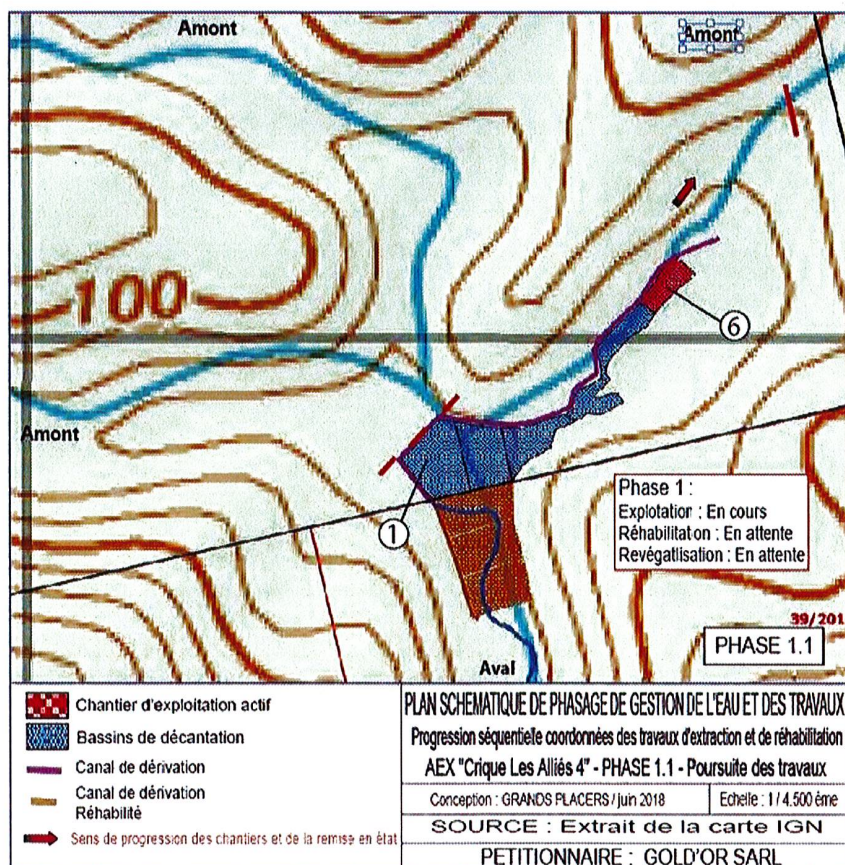 Amont
Amont
100
6
Amont
1
Phase 1 :
Explotation : En cours
Réhabilitation : En attente
Revégatlisation : En attente
39/201
PHASE 1.1
Aval
Chantier d'exploitation actif
Bassins de décantation
Canal de dérivation
Canal de dérivation
Réhabilité
Sens de progression des chantiers et de la remise en état
PLAN SCHEMATIQUE DE PHASAGE DE GESTION DE L'EAU ET DES TRAVAUX
Progression séquentielle coordonnées des travaux d'extraction et de réhabilitation
AEX "Crique Les Alliés 4" - PHASE 1.1 - Poursuite des travaux
Conception : GRANDS PLACERS / juin 2018
Echelle : 1 / 4.500 éme
SOURCE : Extrait de la carte IGN
PETITIONNAIRE : GOLD'OR SARL